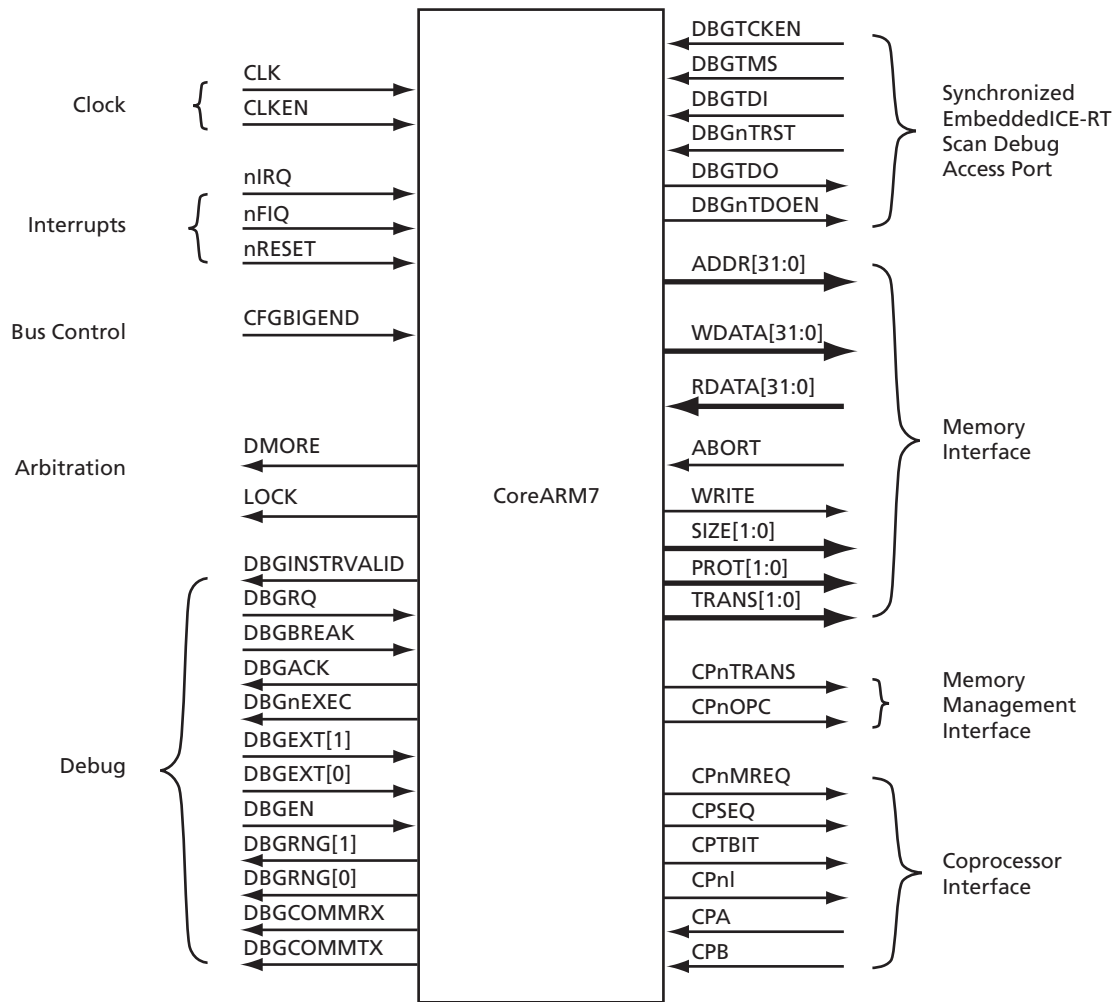 Clock
CLK
CLKEN
Interrupts
nIRQ
nFIQ
nRESET
Bus Control
CFGBIGEND
Arbitration
DMORE
LOCK
Debug
DBGINSTRVALID
DBGRQ
DBGBREAK
DBGACK
DBGnEXEC
DBGEXT[1]
DBGEXT[0]
DBGEN
DBGRNG[1]
DBGRNG[0]
DBGCOMMRX
DBGCOMMTX
CoreARM7
DBGTCKEN
DBGTMS
DBGTDI
DBGnTRST
DBGTDO
DBGnTDOEN
Synchronized
EmbeddedICE-RT
Scan Debug
Access Port
ADDR[31:0]
WDATA[31:0]
RDATA[31:0]
ABORT
WRITE
SIZE[1:0]
PROT[1:0]
TRANS[1:0]
Memory
Interface
CPnTRANS
CPnOPC
Memory
Management
Interface
CPnMREQ
CPSEQ
CPTBIT
CPnl
CPA
CPB
Coprocessor
Interface